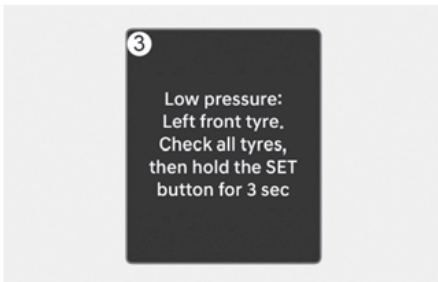 3
Low pressure:
Left front tyre.
Check all tyres,
then hold the SET
button for 3 sec